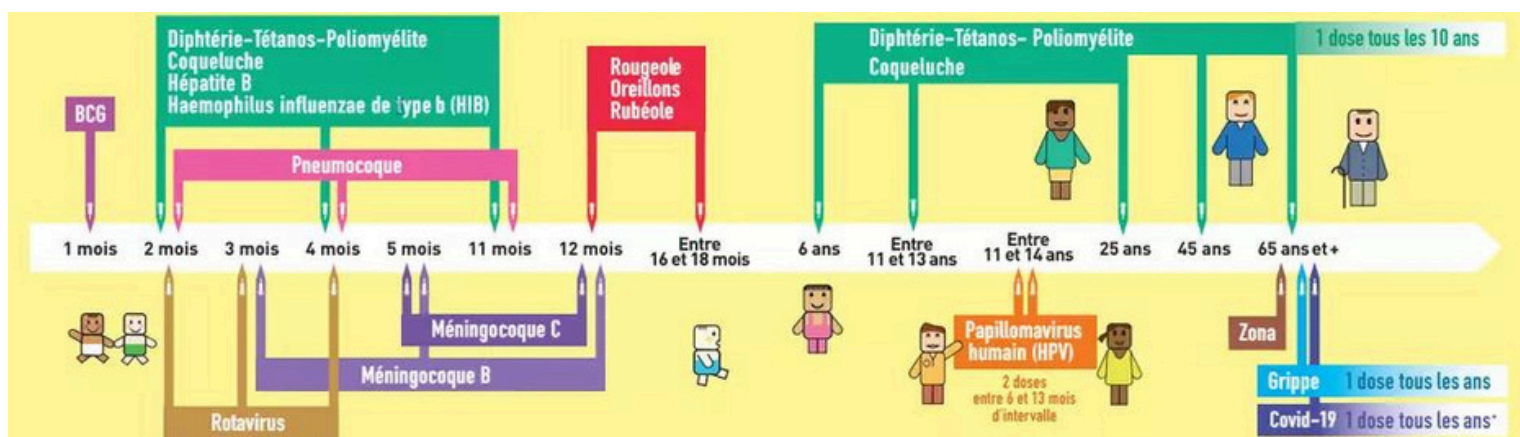 Diphtérie-Tétanos-Poliomyélite
Coqueluche
Hépatite B
Haemophilus influenzae de type b (HIB)
Rougeole
Oreillons
Rubéole
Diphtérie-Tétanos- Poliomyélite
Coqueluche
1 dose tous les 10 ans
BCG
Pneumocoque
1 mois
2 mois
3 mois
4 mois
5 mois
11 mois
12 mois
Entre
16 et 18 mois
6 ans
Entre
11 et 13 ans
Entre
11 et 14 ans
25 ans
45 ans
65 ans et +
Méningocoque C
Méningocoque B
Rotavirus
Papillomavirus
humain (HPV)
2 doses
entre 6 et 13 mois
d'intervalle
Zona
Grippe 1 dose tous les ans
Covid-19 1 dose tous les ans*